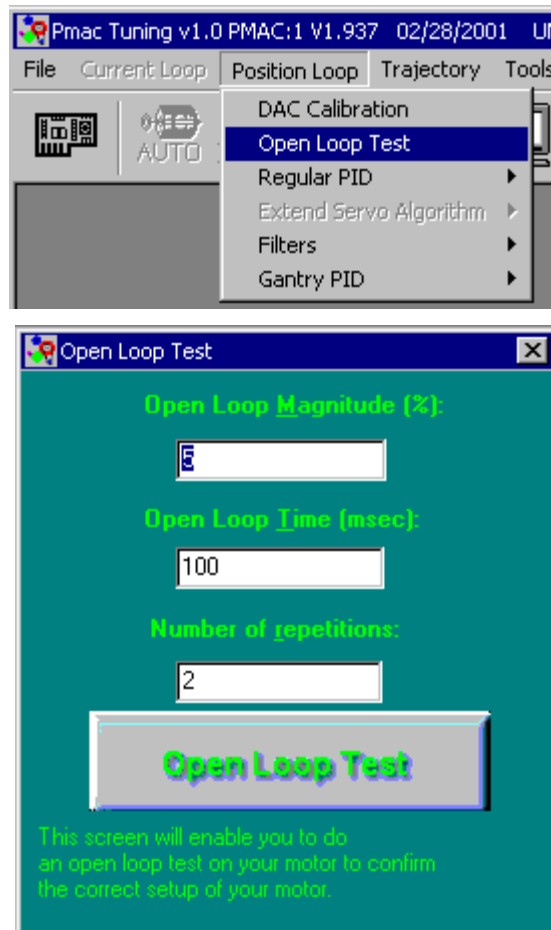 Pmac Tuning v1.0 PMAC:1 V1.937 02/28/2001
File Current Loop Position Loop Trajectory Tools
AUTO
DAC Calibration
Open Loop Test
Regular PID
Extend Servo Algorithm
Filters
Gantry PID
Open Loop Test
Open Loop Magnitude (%):
5
Open Loop Time (msec):
100
Number of repetitions:
2
Open Loop Test
This screen will enable you to do
an open loop test on your motor to confirm
the correct setup of your motor.